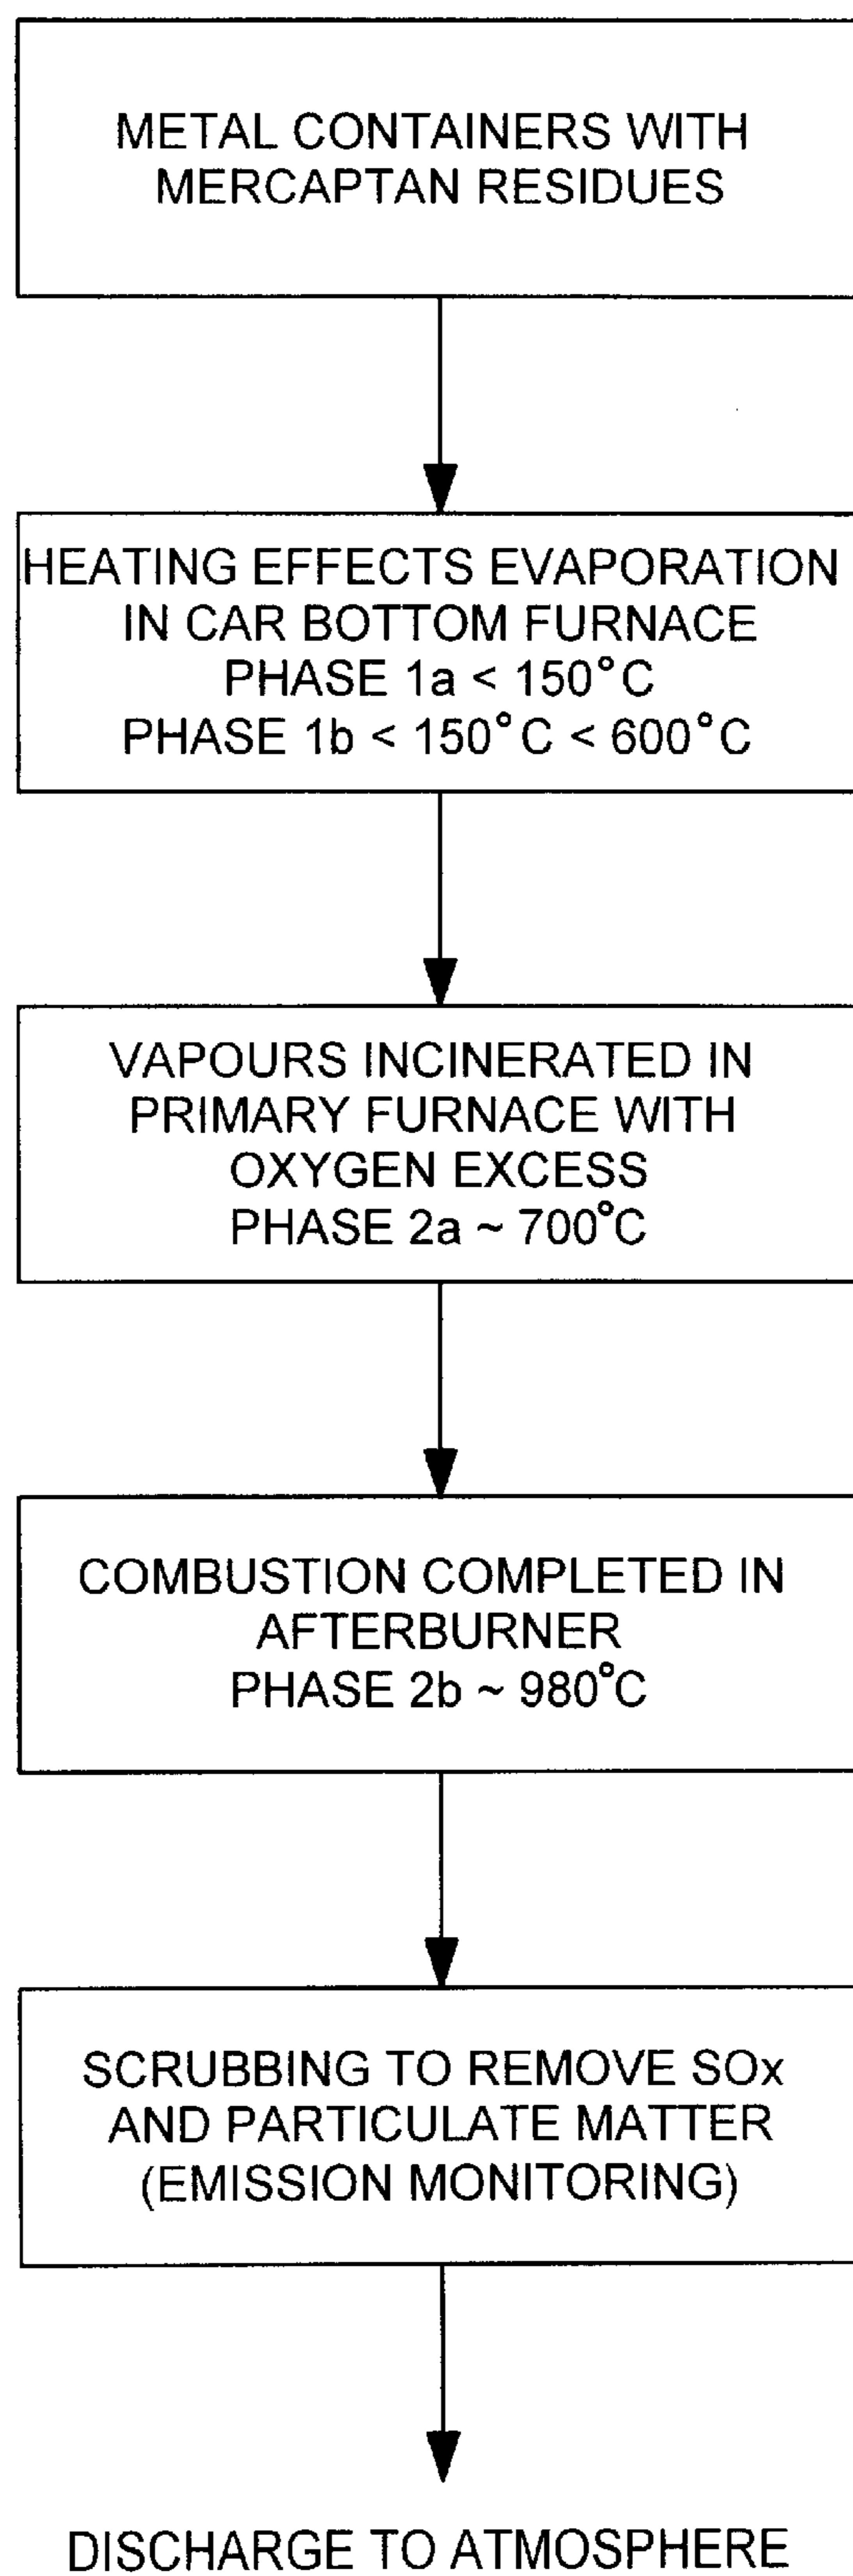 METAL CONTAINERS WITH
MERCAPTAN RESIDUES
HEATING EFFECTS EVAPORATION
IN CAR BOTTOM FURNACE
PHASE 1a < 150°C
PHASE 1b < 150°C < 600°C
VAPOURS INCINERATED IN
PRIMARY FURNACE WITH
OXYGEN EXCESS
PHASE 2a ~ 700°C
COMBUSTION COMPLETED IN
AFTERBURNER
PHASE 2b ~ 980°C
SCRUBBING TO REMOVE SOx
AND PARTICULATE MATTER
(EMISSION MONITORING)
DISCHARGE TO ATMOSPHERE